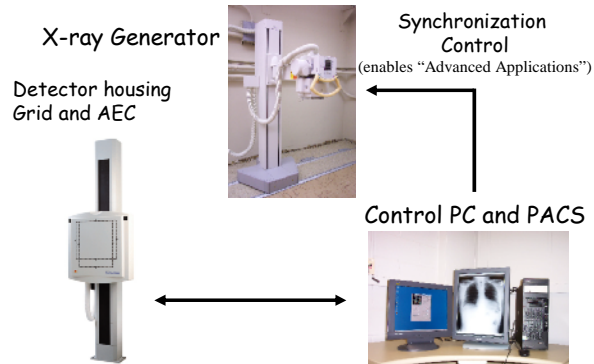 X-ray Generator
Synchronization
Control
(enables “Advanced Applications”)
Detector housing
Grid and AEC
Control PC and PACS